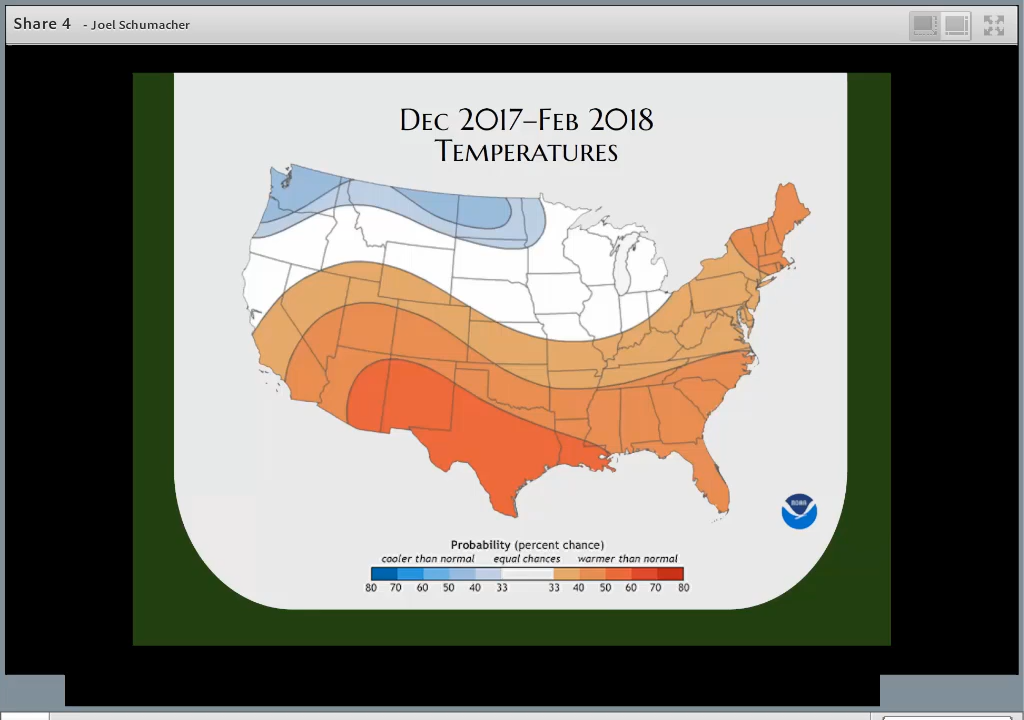 Share 4 - Joel Schumacher
Dec 2017–Feb 2018
Temperatures
NOAA
Probability (percent chance)
cooler than normal equal chances warmer than normal
80 70 60 50 40 33 33 40 50 60 70 80